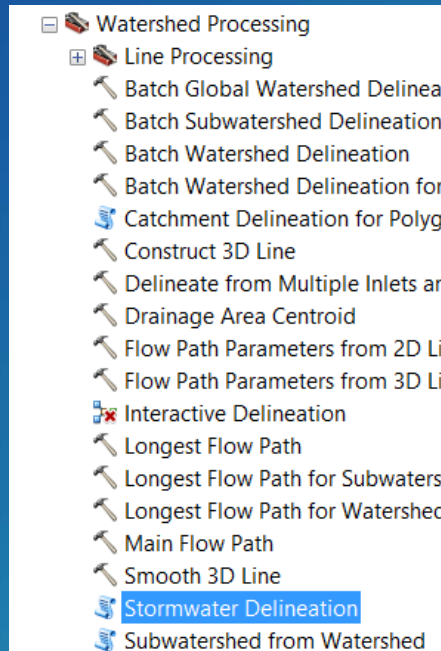 Watershed Processing
Line Processing
Batch Global Watershed Delinea
Batch Subwatershed Delineation
Batch Watershed Delineation
Batch Watershed Delineation for
Catchment Delineation for Polyg
Construct 3D Line
Delineate from Multiple Inlets an
Drainage Area Centroid
Flow Path Parameters from 2D Li
Flow Path Parameters from 3D Li
Interactive Delineation
Longest Flow Path
Longest Flow Path for Subwaters
Longest Flow Path for Watershed
Main Flow Path
Smooth 3D Line
Stormwater Delineation
Subwatershed from Watershed